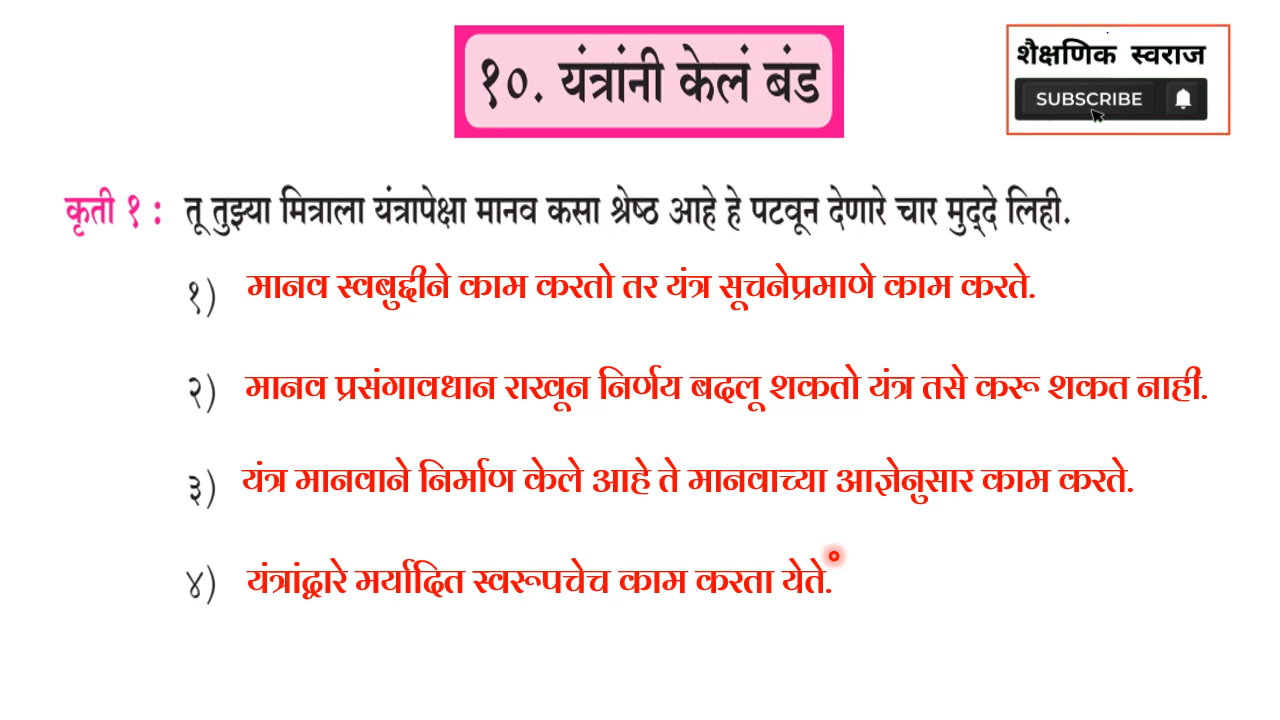 १०. यंत्रांनी केलं बंड
शैक्षणिक स्वराज
SUBSCRIBE
कृती १ : तू तुझ्या मित्राला यंत्रापेक्षा मानव कसा श्रेष्ठ आहे हे पटवून देणारे चार मुद्‌दे लिही.
१) मानव स्वबुद्दीने काम करतो तर यंत्र सूचनेप्रमाणे काम करते.
२) मानव प्रसंगावधान राखून निर्णय बदलू शकतो यंत्र तसे करू शकत नाही.
३) यंत्र मानवाने निर्माण केले आहे ते मानवाच्या आज्ञेनुसार काम करते.
४) यंत्रांद्वारे मर्यादित स्वरूपचेच काम करता येते.